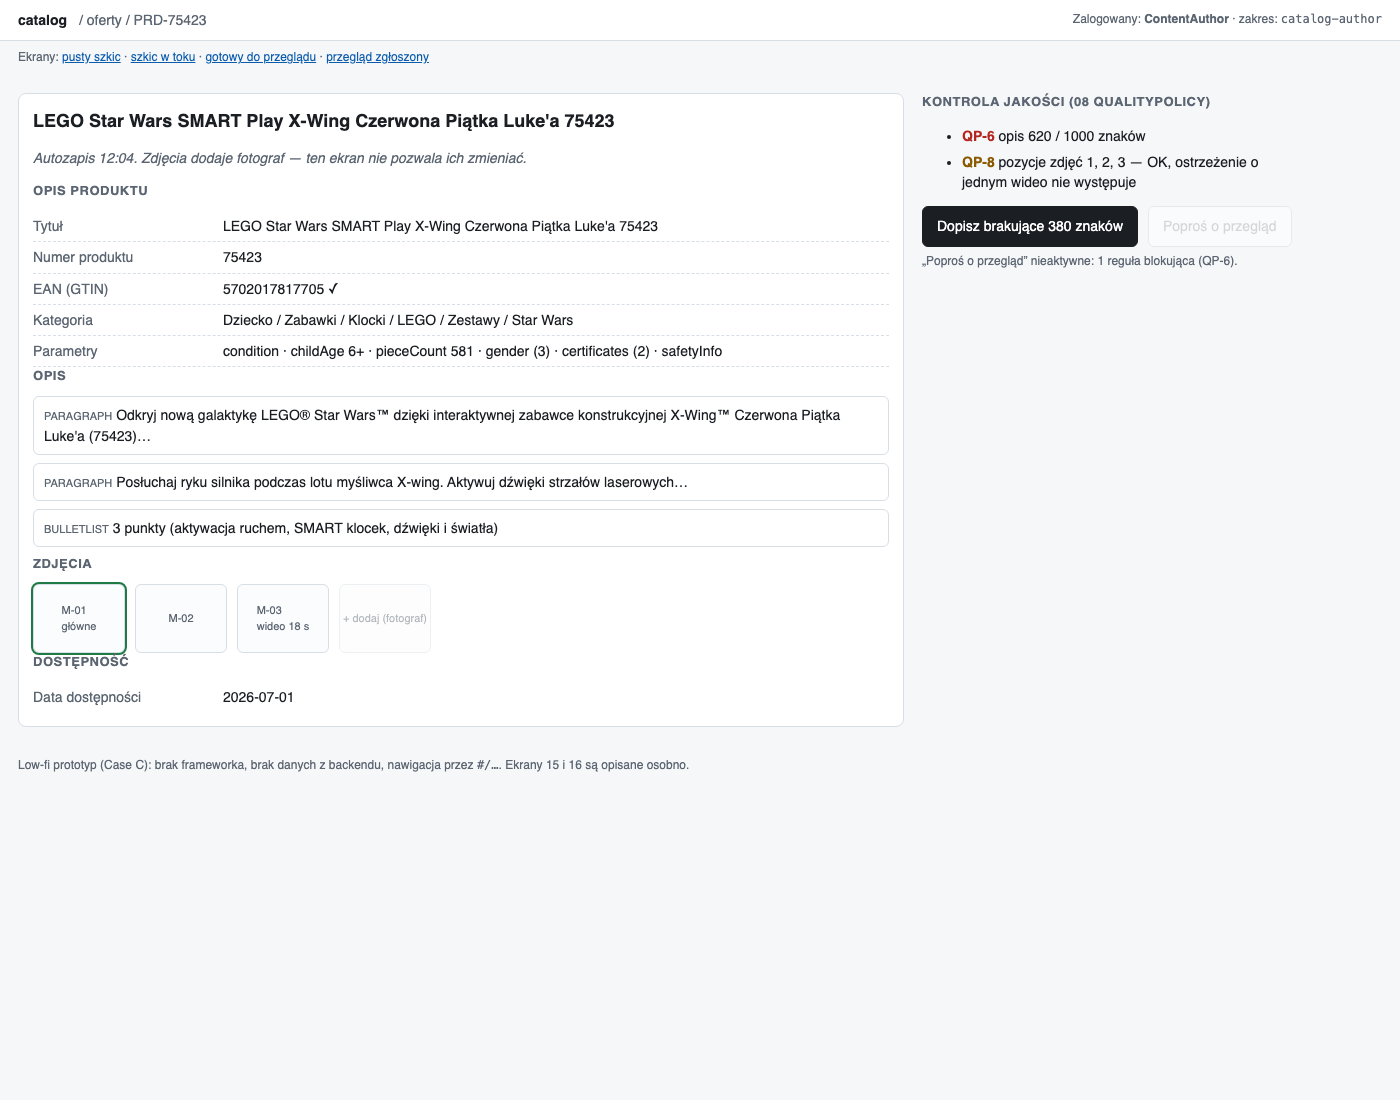 catalog / oferty / PRD-75423
Zalogowany: ContentAuthor · zakres: catalog-author
Ekrany: pusty szkic · szkic w toku · gotowy do przeglądu · przegląd zgłoszony
LEGO Star Wars SMART Play X-Wing Czerwona Piątka Luke'a 75423
Autozapis 12:04. Zdjęcia dodaje fotograf — ten ekran nie pozwala ich zmieniać.
OPIS PRODUKTU
Tytuł LEGO Star Wars SMART Play X-Wing Czerwona Piątka Luke'a 75423
Numer produktu 75423
EAN (GTIN) 5702017817705 ✓
Kategoria Dziecko / Zabawki / Klocki / LEGO / Zestawy / Star Wars
Parametry condition · childAge 6+ · pieceCount 581 · gender (3) · certificates (2) · safetyInfo
OPIS
PARAGRAPH Odkryj nową galaktykę LEGO® Star Wars™ dzięki interaktywnej zabawce konstrukcyjnej X-Wing™ Czerwona Piątka
Luke'a (75423)…
PARAGRAPH Posłuchaj ryku silnika podczas lotu myśliwca X-wing. Aktywuj dźwięki strzałów laserowych…
BULLETLIST 3 punkty (aktywacja ruchem, SMART klocek, dźwięki i światła)
ZDJĘCIA
M-01
główne
M-02
M-03
wideo 18 s
+ dodaj (fotograf)
DOSTĘPNOŚĆ
Data dostępności 2026-07-01
KONTROLA JAKOŚCI (08 QUALITYPOLICY)
• QP-6 opis 620 / 1000 znaków
• QP-8 pozycje zdjęć 1, 2, 3 — OK, ostrzeżenie o
jednym wideo nie występuje
Dopisz brakujące 380 znaków
Poproś o przegląd
„Poproś o przegląd” nieaktywne: 1 reguła blokująca (QP-6).
Low-fi prototyp (Case C): brak frameworka, brak danych z backendu, nawigacja przez #/…. Ekrany 15 i 16 są opisane osobno.